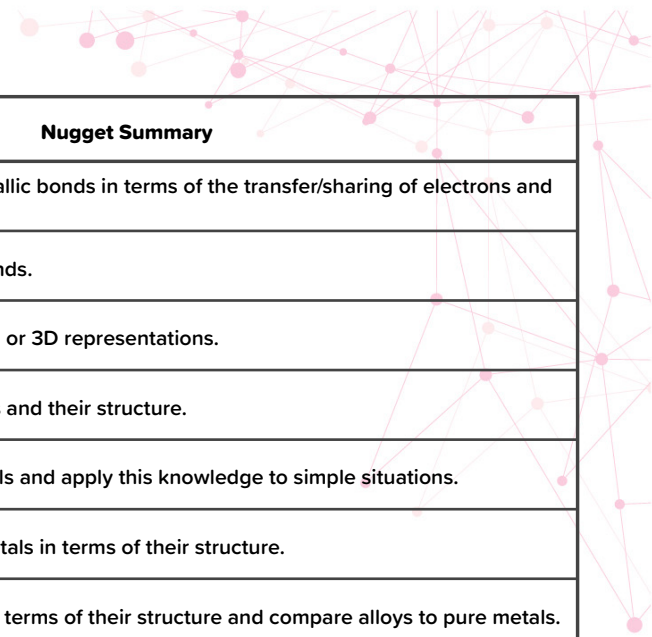 Nugget Summary
allic bonds in terms of the transfer/sharing of electrons and
nds.
or 3D representations.
and their structure.
ls and apply this knowledge to simple situations.
tals in terms of their structure.
terms of their structure and compare alloys to pure metals.